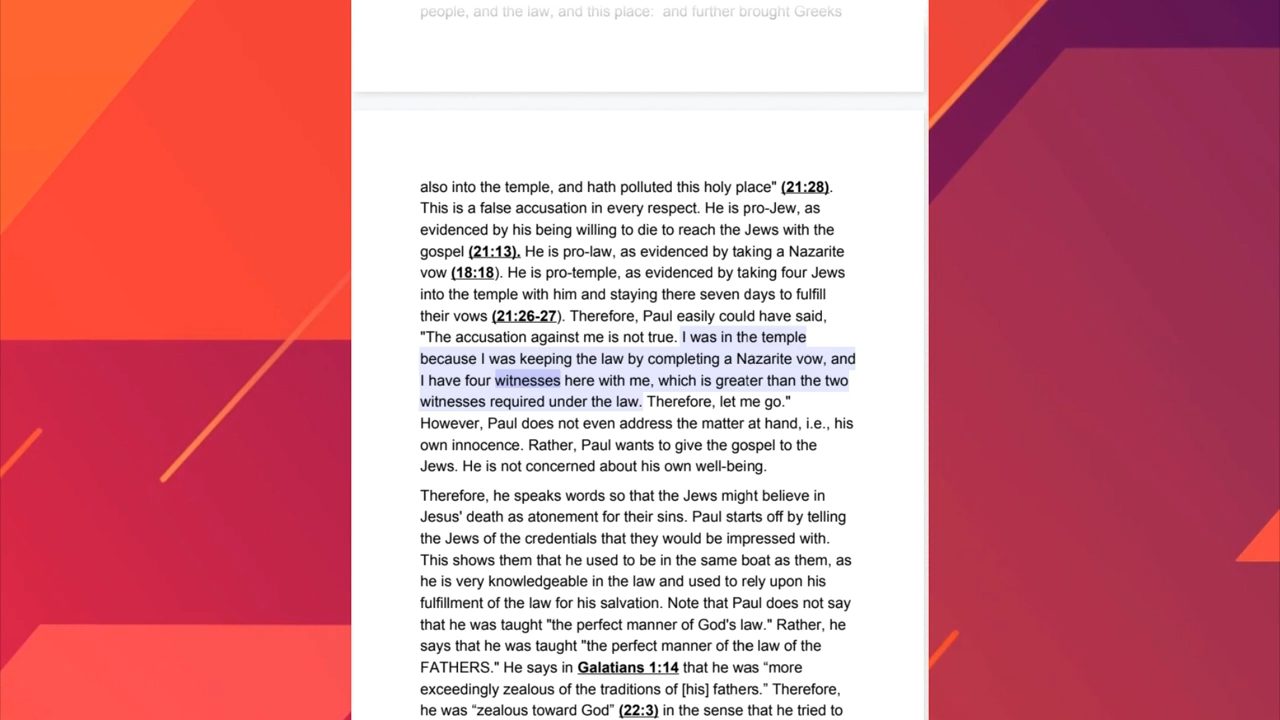 people, and the law, and this place:  and further brought Greeks
also into the temple, and hath polluted this holy place" (21:28).
This is a false accusation in every respect. He is pro-Jew, as
evidenced by his being willing to die to reach the Jews with the
gospel (21:13). He is pro-law, as evidenced by taking a Nazarite
vow (18:18). He is pro-temple, as evidenced by taking four Jews
into the temple with him and staying there seven days to fulfill
their vows (21:26-27). Therefore, Paul easily could have said,
"The accusation against me is not true. I was in the temple
because I was keeping the law by completing a Nazarite vow, and
I have four witnesses here with me, which is greater than the two
witnesses required under the law. Therefore, let me go."
However, Paul does not even address the matter at hand, i.e., his
own innocence. Rather, Paul wants to give the gospel to the
Jews. He is not concerned about his own well-being.
Therefore, he speaks words so that the Jews might believe in
Jesus' death as atonement for their sins. Paul starts off by telling
the Jews of the credentials that they would be impressed with.
This shows them that he used to be in the same boat as them, as
he is very knowledgeable in the law and used to rely upon his
fulfillment of the law for his salvation. Note that Paul does not say
that he was taught "the perfect manner of God's law." Rather, he
says that he was taught "the perfect manner of the law of the
FATHERS." He says in Galatians 1:14 that he was “more
exceedingly zealous of the traditions of [his] fathers.” Therefore,
he was “zealous toward God” (22:3) in the sense that he tried to